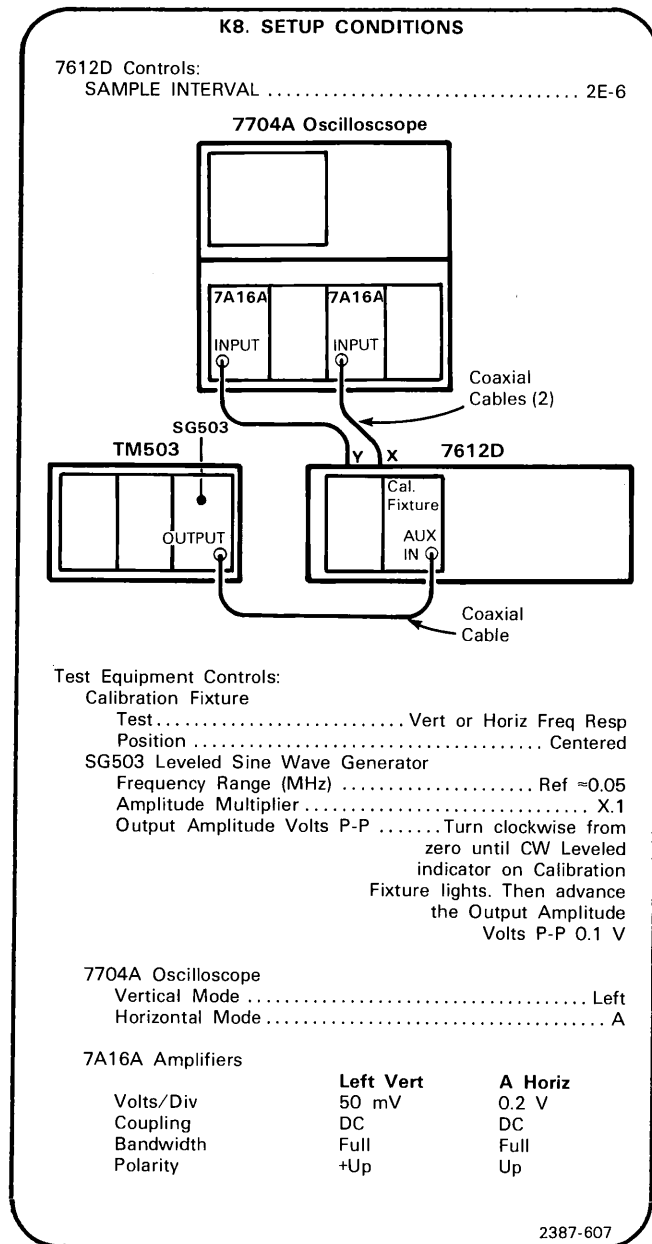 K8. SETUP CONDITIONS
7612D Controls:
SAMPLE INTERVAL ................................ 2E-6
7704A Oscilloscsope
7A16A 7A16A
INPUT INPUT
Coaxial
Cables (2)
SG503
TM503 Y X 7612D
Cal.
Fixture
OUTPUT AUX
IN
Coaxial
Cable
Test Equipment Controls:
Calibration Fixture
Test ........................... Vert or Horiz Freq Resp
Position ...................................... Centered
SG503 Leveled Sine Wave Generator
Frequency Range (MHz) ..................... Ref ≈0.05
Amplitude Multiplier ............................. X.1
Output Amplitude Volts P-P .......Turn clockwise from
zero until CW Leveled
indicator on Calibration
Fixture lights. Then advance
the Output Amplitude
Volts P-P 0.1 V
7704A Oscilloscope
Vertical Mode ..................................... Left
Horizontal Mode ..................................... A
7A16A Amplifiers
Left Vert A Horiz
Volts/Div 50 mV 0.2 V
Coupling DC DC
Bandwidth Full Full
Polarity +Up Up
2387-607